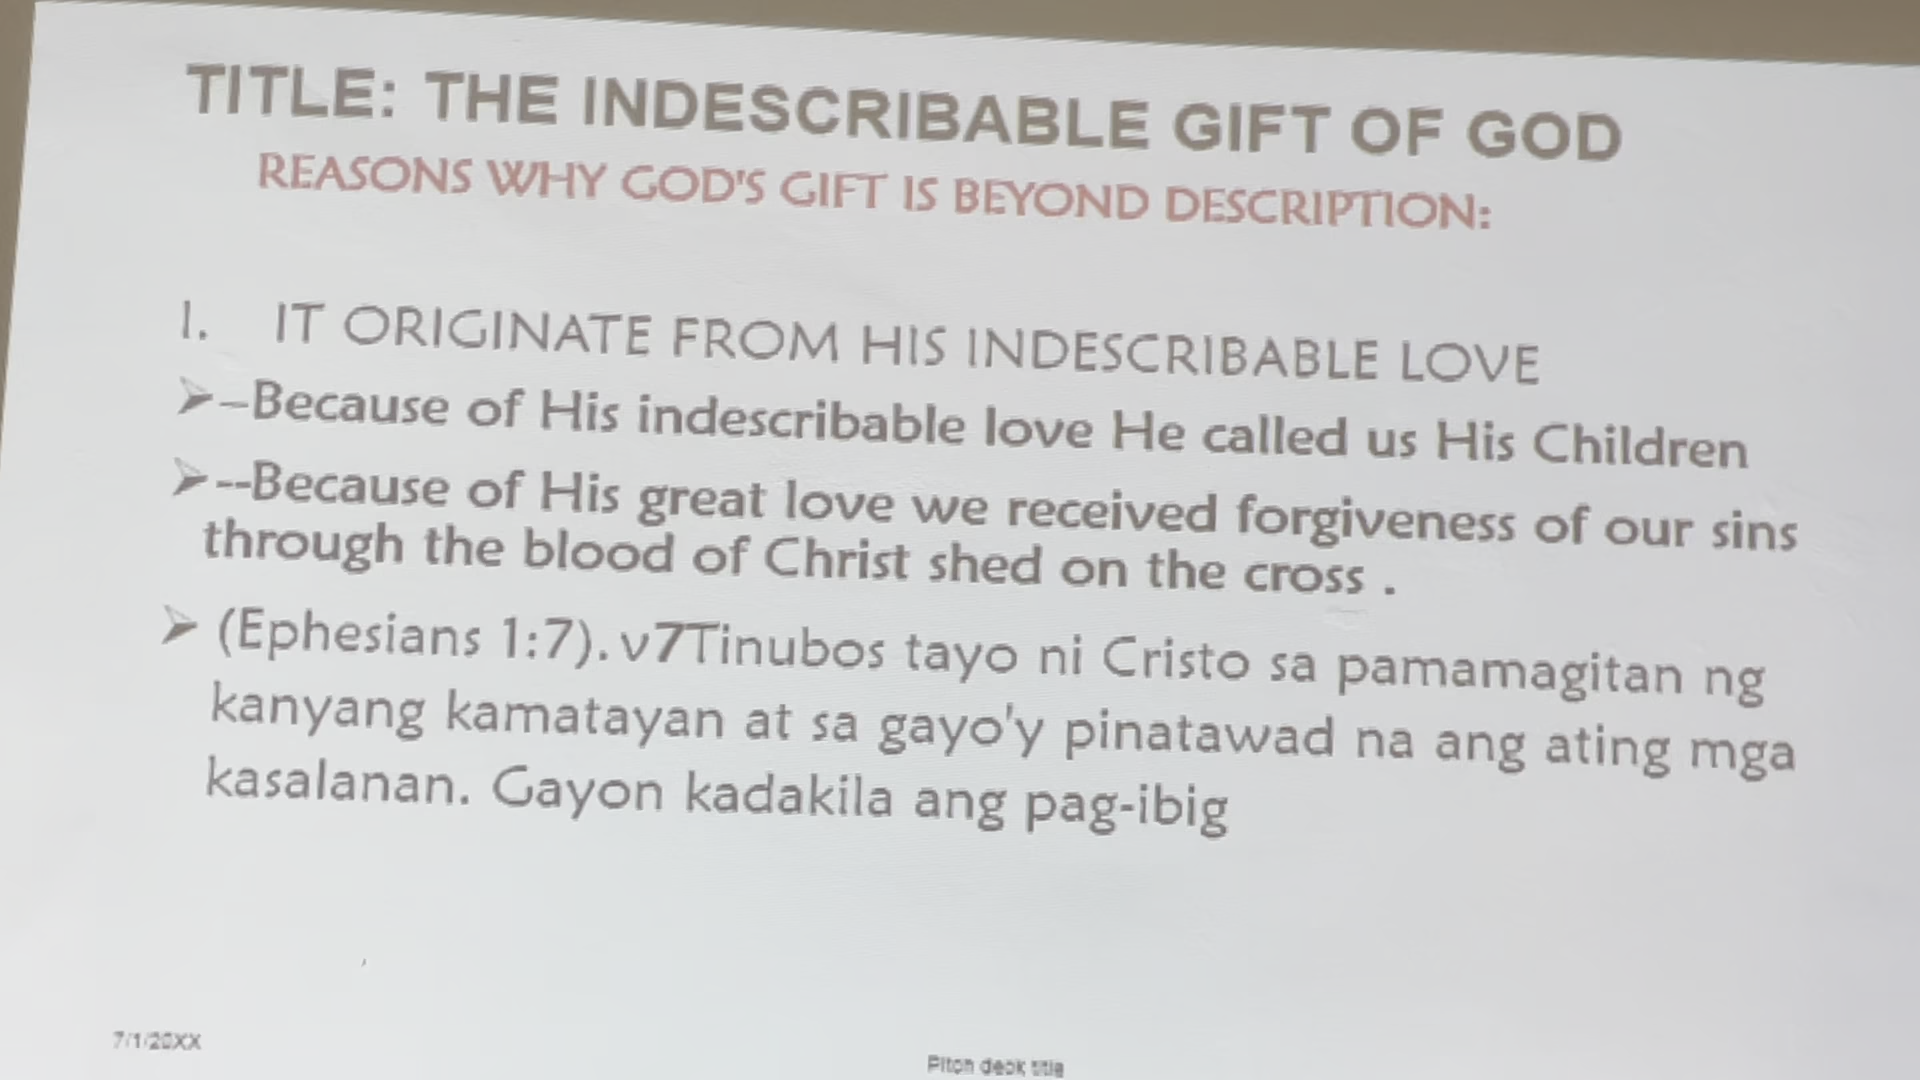 TITLE: THE INDESCRIBABLE GIFT OF GOD
REASONS WHY GOD'S GIFT IS BEYOND DESCRIPTION:
I. IT ORIGINATE FROM HIS INDESCRIBABLE LOVE
➢–Because of His indescribable love He called us His Children
➢--Because of His great love we received forgiveness of our sins
through the blood of Christ shed on the cross .
➢ (Ephesians 1:7). v7Tinubos tayo ni Cristo sa pamamagitan ng
kanyang kamatayan at sa gayo'y pinatawad na ang ating mga
kasalanan. Gayon kadakila ang pag-ibig
7/1/20XX
Pitch deck title